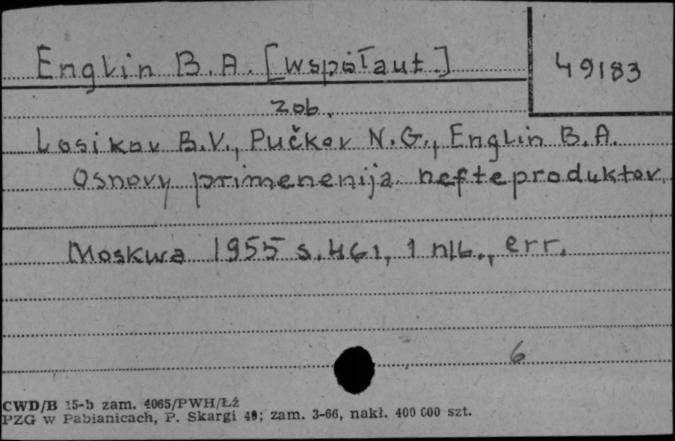 Englin B.A. [współaut.]
49183
zob.
Losikov B.V., Pučkov N.G., Englin B.A.
Osnovy primenenija nefteproduktov.
Moskwa 1955 s. 461, 1 nlb., err.
6
CWD/B 15-b zam. 4065/PWH/Łż
PZG w Pabianicach, P. Skargi 40; zam. 3-66, nakł. 400 000 szt.